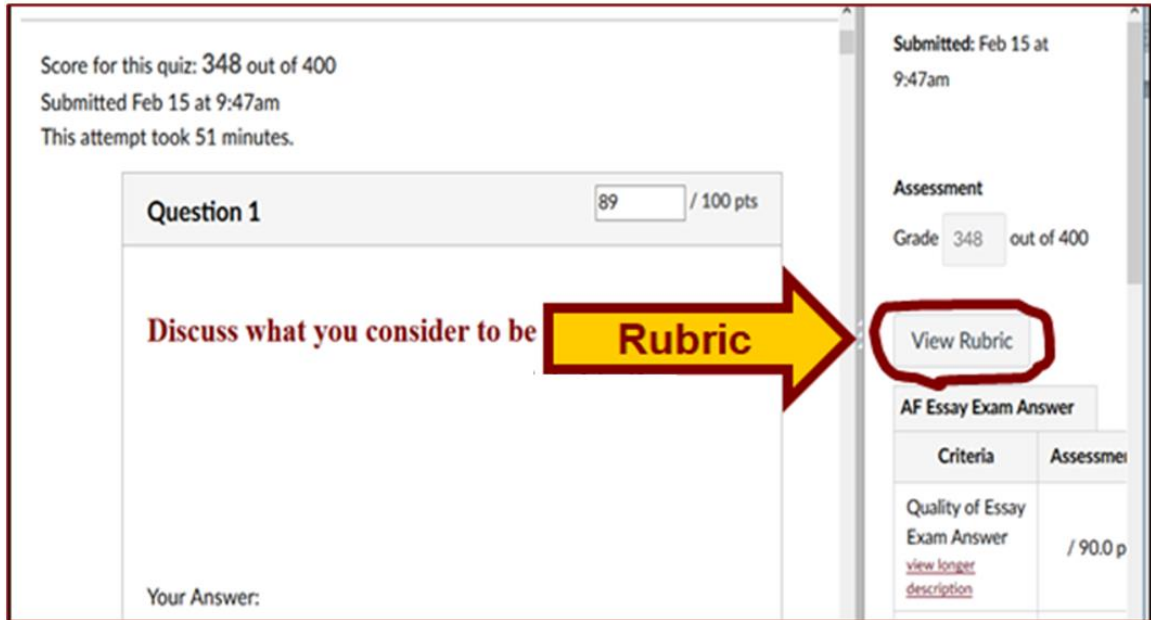 Score for this quiz: 348 out of 400
Submitted Feb 15 at 9:47am
This attempt took 51 minutes.
Question 1
89 / 100 pts
Discuss what you consider to be
Rubric
Your Answer:
Submitted: Feb 15 at
9:47am
Assessment
Grade 348 out of 400
View Rubric
AF Essay Exam Answer
Criteria
Quality of Essay
Exam Answer
view longer
description
/ 90.0 p